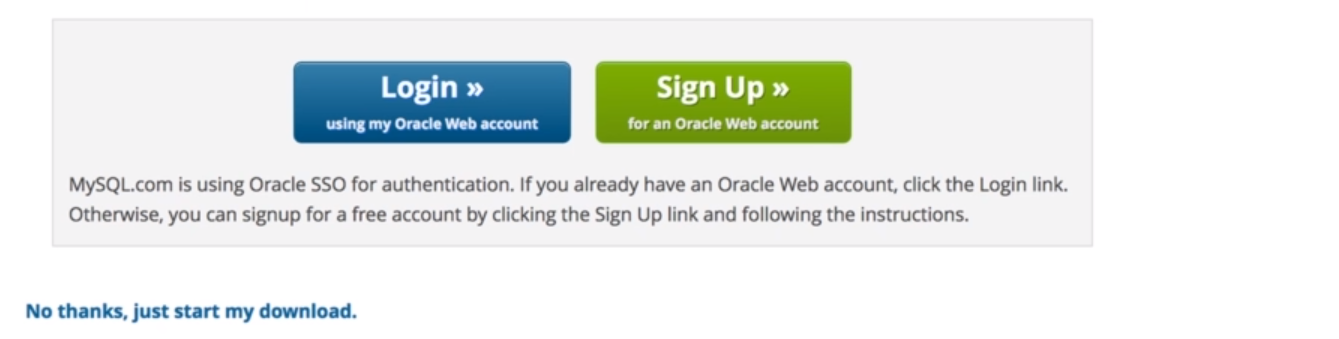 Login »
using my Oracle Web account
Sign Up »
for an Oracle Web account
MySQL.com is using Oracle SSO for authentication. If you already have an Oracle Web account, click the Login link.
Otherwise, you can signup for a free account by clicking the Sign Up link and following the instructions.
No thanks, just start my download.